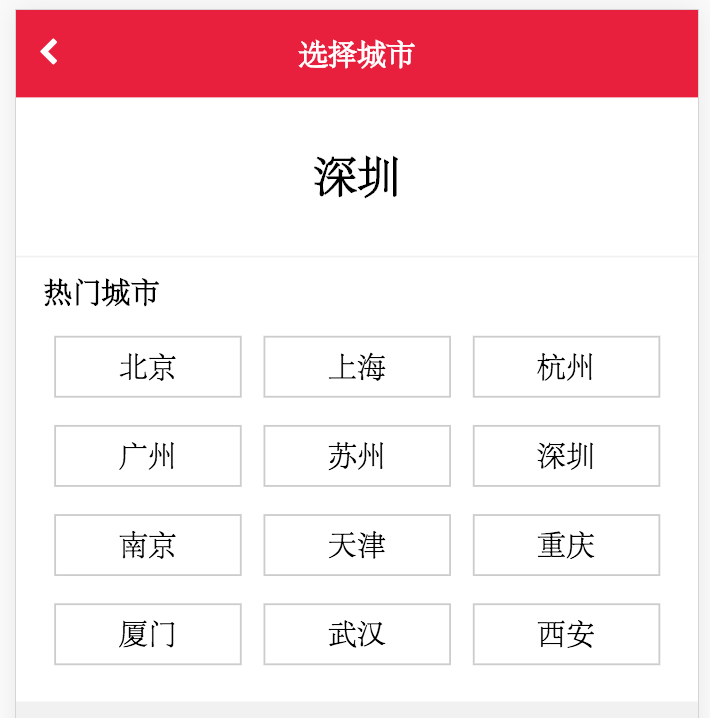 选择城市
深圳
热门城市
北京 上海 杭州
广州 苏州 深圳
南京 天津 重庆
厦门 武汉 西安